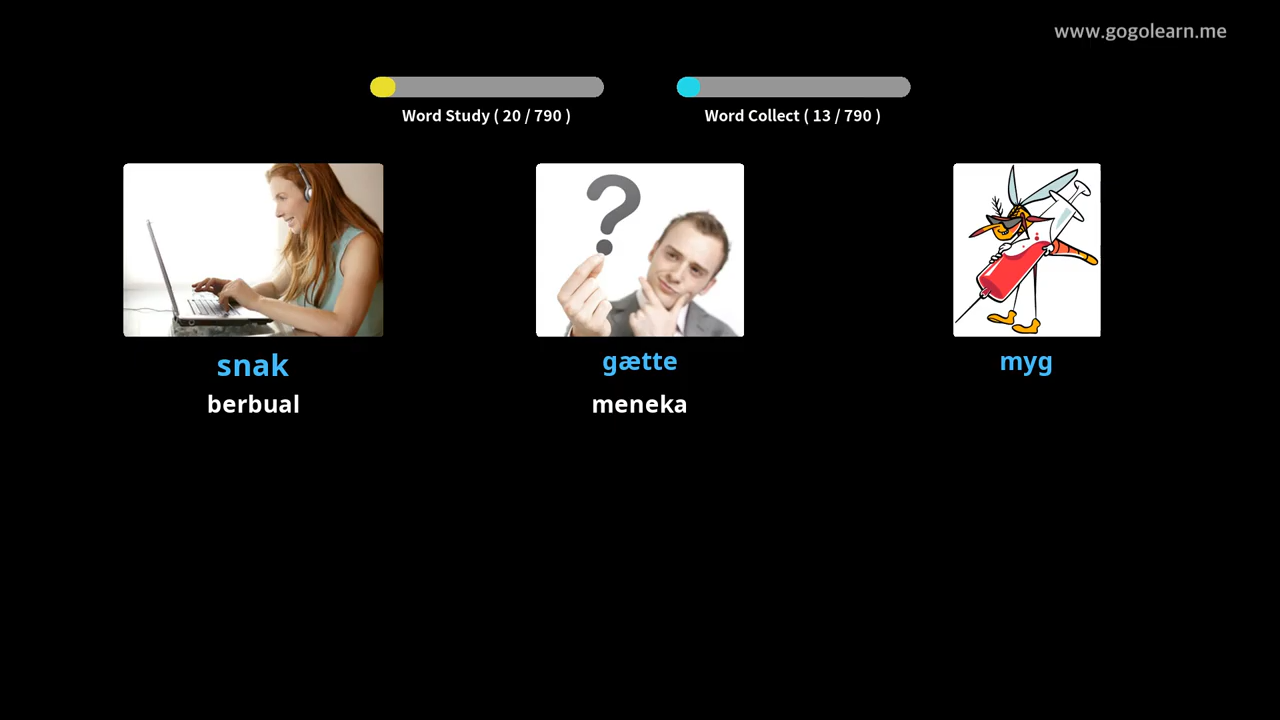 www.gogolearn.me
Word Study ( 20 / 790 )
Word Collect ( 13 / 790 )
snak
gætte
myg
berbual
meneka